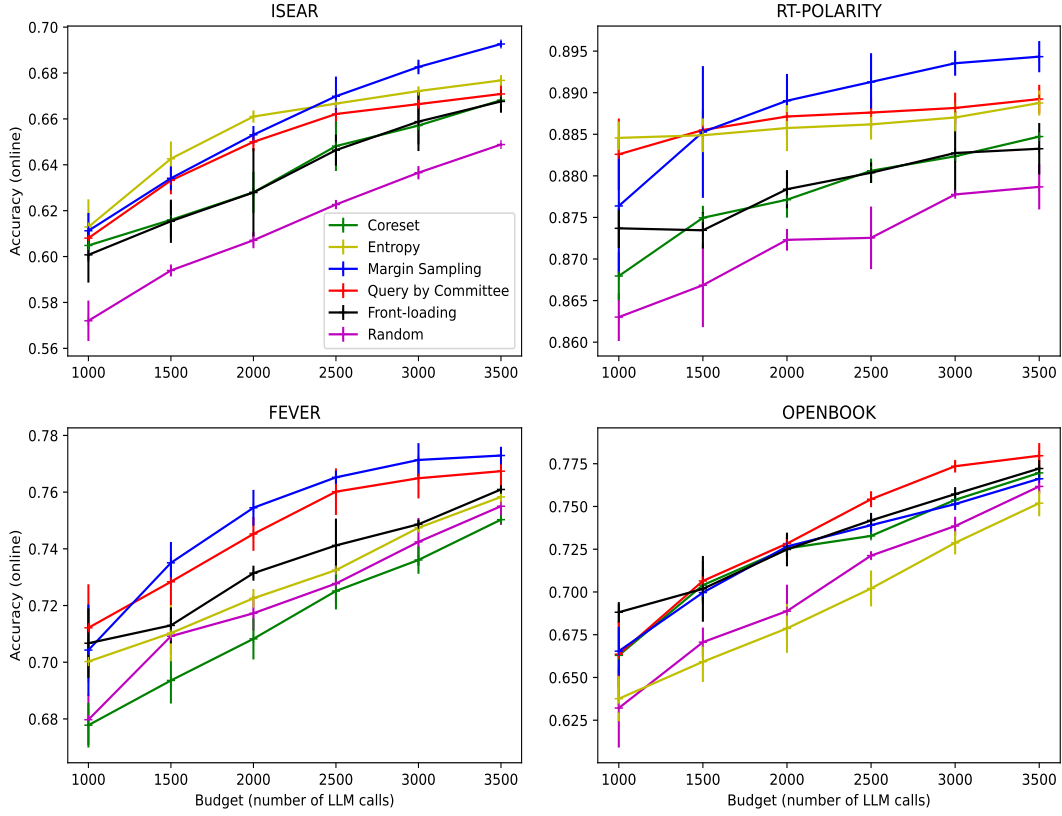 ISEAR
0.70
0.68
0.66
0.64
0.62
0.60
0.58
0.56
Accuracy (online)
1000 1500 2000 2500 3000 3500
Coreset
Entropy
Margin Sampling
Query by Committee
Front-loading
Random
RT-POLARITY
0.895
0.890
0.885
0.880
0.875
0.870
0.865
0.860
1000 1500 2000 2500 3000 3500
FEVER
0.78
0.76
0.74
0.72
0.70
0.68
Accuracy (online)
1000 1500 2000 2500 3000 3500
Budget (number of LLM calls)
OPENBOOK
0.775
0.750
0.725
0.700
0.675
0.650
0.625
1000 1500 2000 2500 3000 3500
Budget (number of LLM calls)